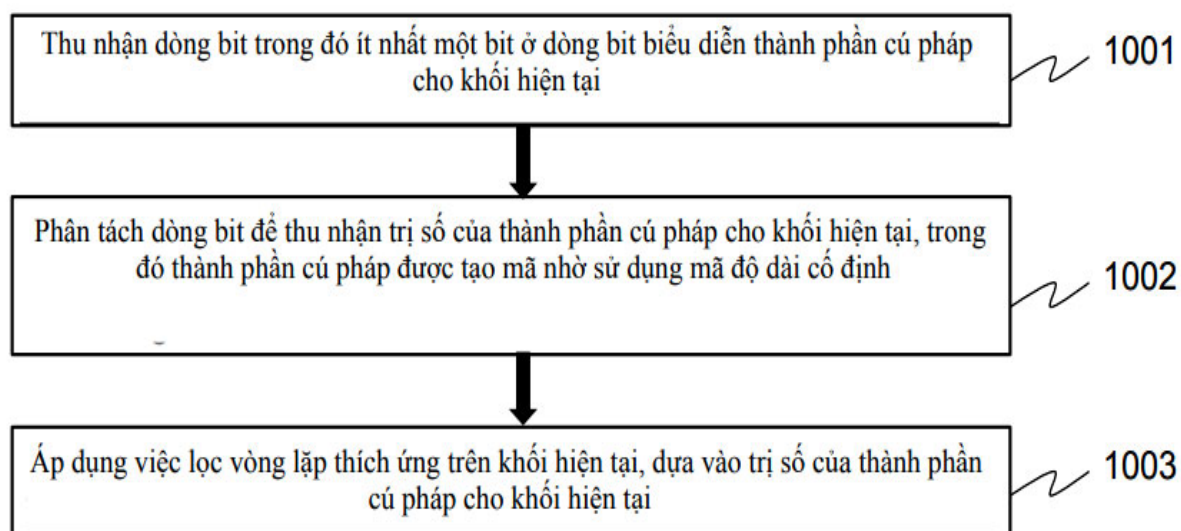 Thu nhận dòng bit trong đó ít nhất một bit ở dòng bit biểu diễn thành phần cú pháp
cho khối hiện tại
1001
Phân tách dòng bit để thu nhận trị số của thành phần cú pháp cho khối hiện tại, trong
đó thành phần cú pháp được tạo mã nhờ sử dụng mã độ dài cố định
1002
Áp dụng việc lọc vòng lặp thích ứng trên khối hiện tại, dựa vào trị số của thành phần
cú pháp cho khối hiện tại
1003